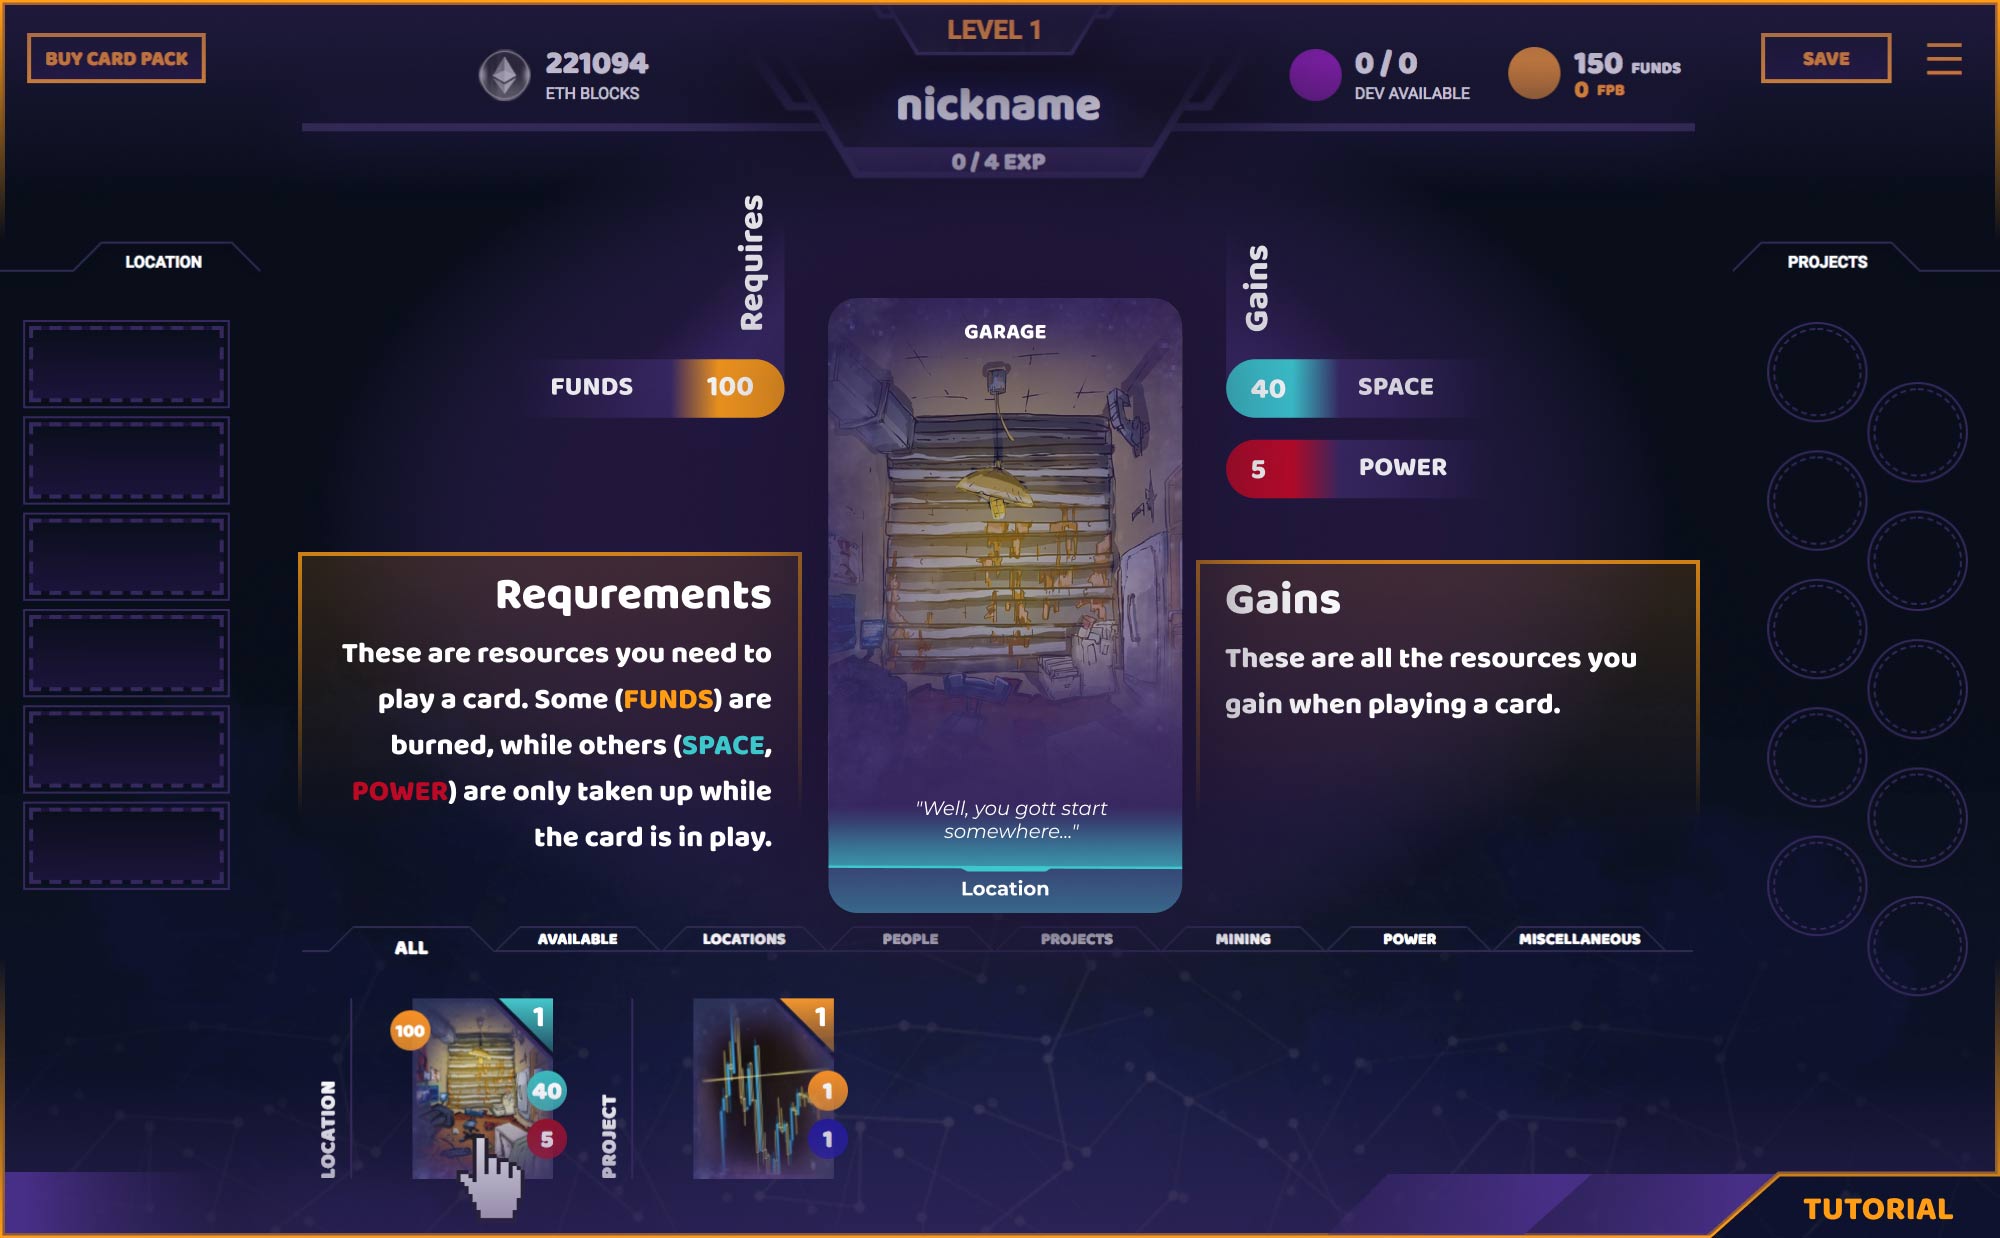 BUY CARD PACK
221094
ETH BLOCKS
LEVEL 1
nickname
0 / 4 EXP
0 / 0
DEV AVAILABLE
150 FUNDS
0 FPB
SAVE
LOCATION
PROJECTS
Requires
FUNDS 100
GARAGE
"Well, you gott start
somewhere..."
Location
Gains
40 SPACE
5 POWER
Requrements
These are resources you need to
play a card. Some (FUNDS) are
burned, while others (SPACE,
POWER) are only taken up while
the card is in play.
Gains
These are all the resources you
gain when playing a card.
ALL
AVAILABLE
LOCATIONS
PEOPLE
PROJECTS
MINING
POWER
MISCELLANEOUS
LOCATION
100
1
40
5
PROJECT
1
1
1
TUTORIAL